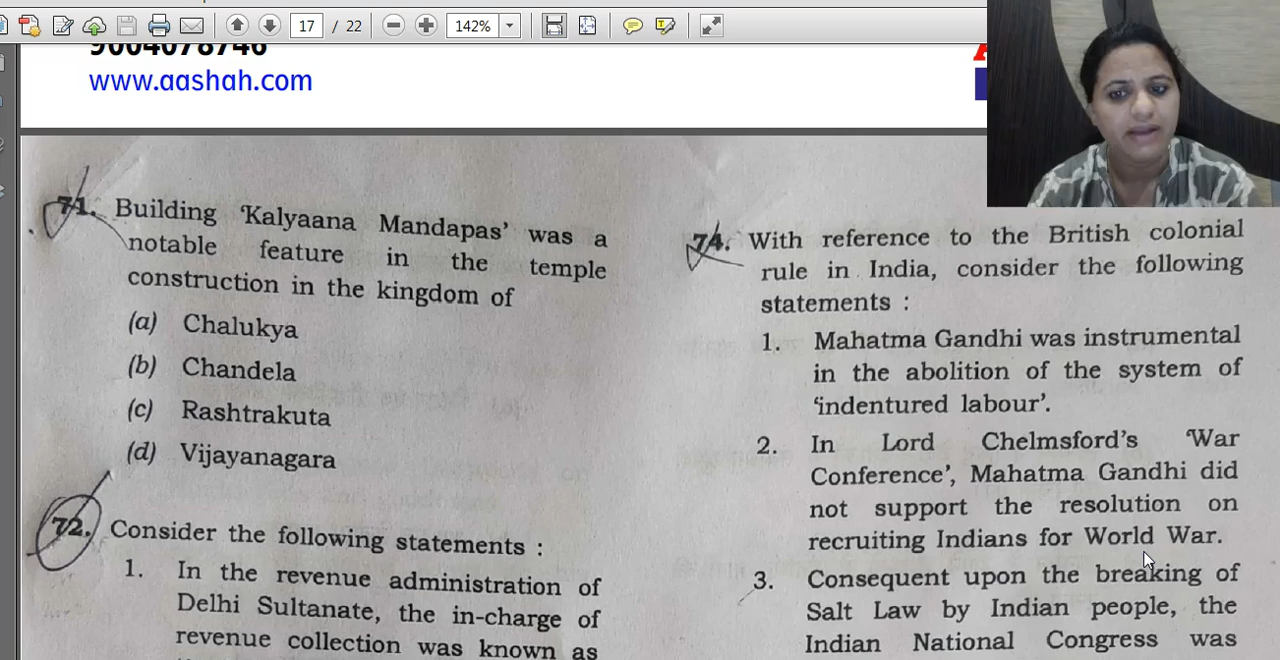 17 / 22
142%
9004078746
www.aashah.com
71. Building 'Kalyaana Mandapas' was a
notable feature in the temple
construction in the kingdom of
(a) Chalukya
(b) Chandela
(c) Rashtrakuta
(d) Vijayanagara
72. Consider the following statements :
1. In the revenue administration of
Delhi Sultanate, the in-charge of
revenue collection was known as
74. With reference to the British colonial
rule in India, consider the following
statements :
1. Mahatma Gandhi was instrumental
in the abolition of the system of
'indentured labour'.
2. In Lord Chelmsford's 'War
Conference', Mahatma Gandhi did
not support the resolution on
recruiting Indians for World War.
3. Consequent upon the breaking of
Salt Law by Indian people, the
Indian National Congress was